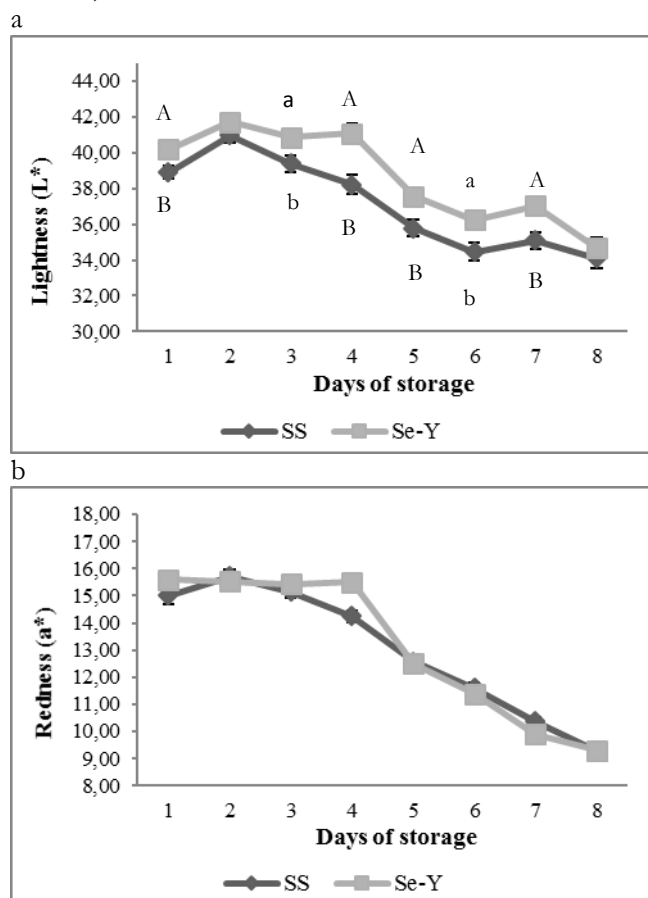 a
44,00
42,00
40,00
38,00
36,00
34,00
32,00
30,00
Lightness (L*)
A a A A a A
B b B B b B
1 2 3 4 5 6 7 8
Days of storage
SS Se-Y
b
18,00
17,00
16,00
15,00
14,00
13,00
12,00
11,00
10,00
9,00
8,00
Redness (a*)
1 2 3 4 5 6 7 8
Days of storage
SS Se-Y